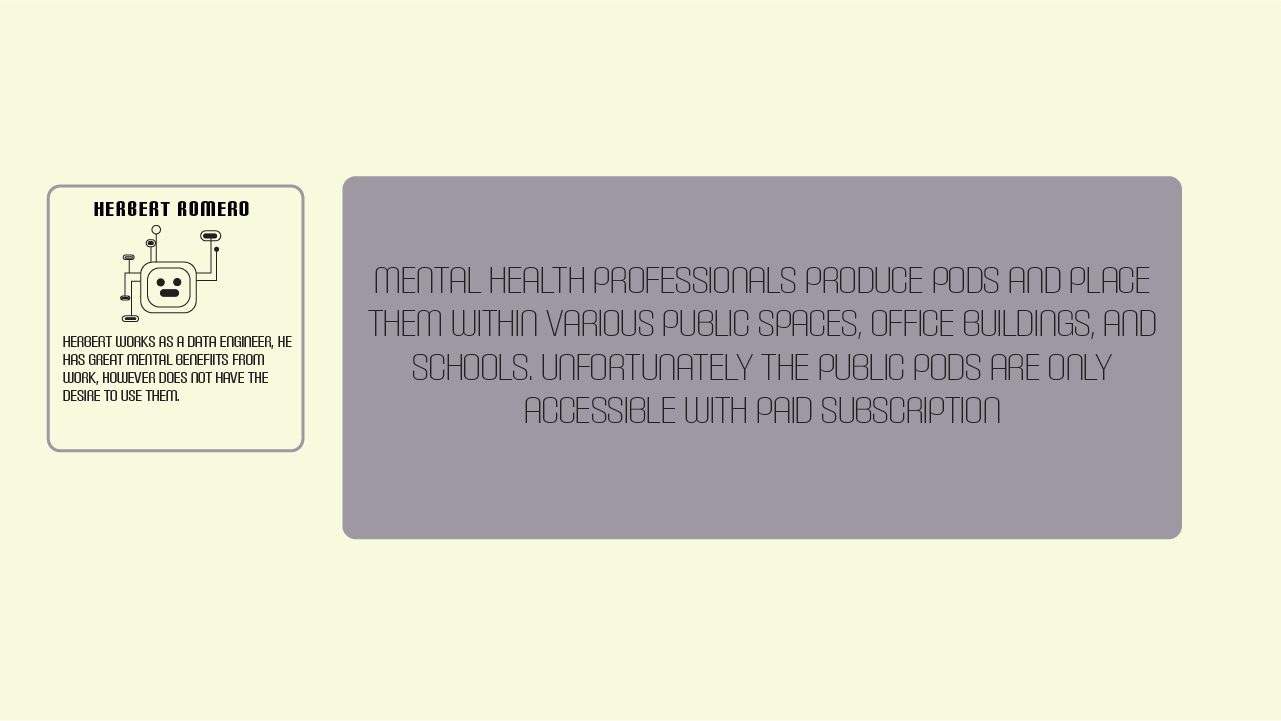 HERBERT ROMERO
HERBERT WORKS AS A DATA ENGINEER, HE
HAS GREAT MENTAL BENEFIITS FROM
WORK, HOWEVER DOES NOT HAVE THE
DESIRE TO USE THEM.
MENTAL HEALTH PROFESSIONALS PRODUCE PODS AND PLACE
THEM WITHIN VARIOUS PUBLIC SPACES, OFFICE BUILDINGS, AND
SCHOOLS. UNFORTUNATELY THE PUBLIC PODS ARE ONLY
ACCESSIBLE WITH PAID SUBSCRIPTION